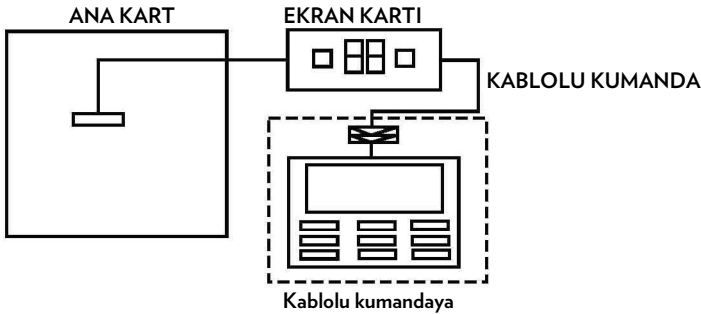 ANA KART
EKRAN KARTI
KABLOLU KUMANDA
Kablolu kumandaya